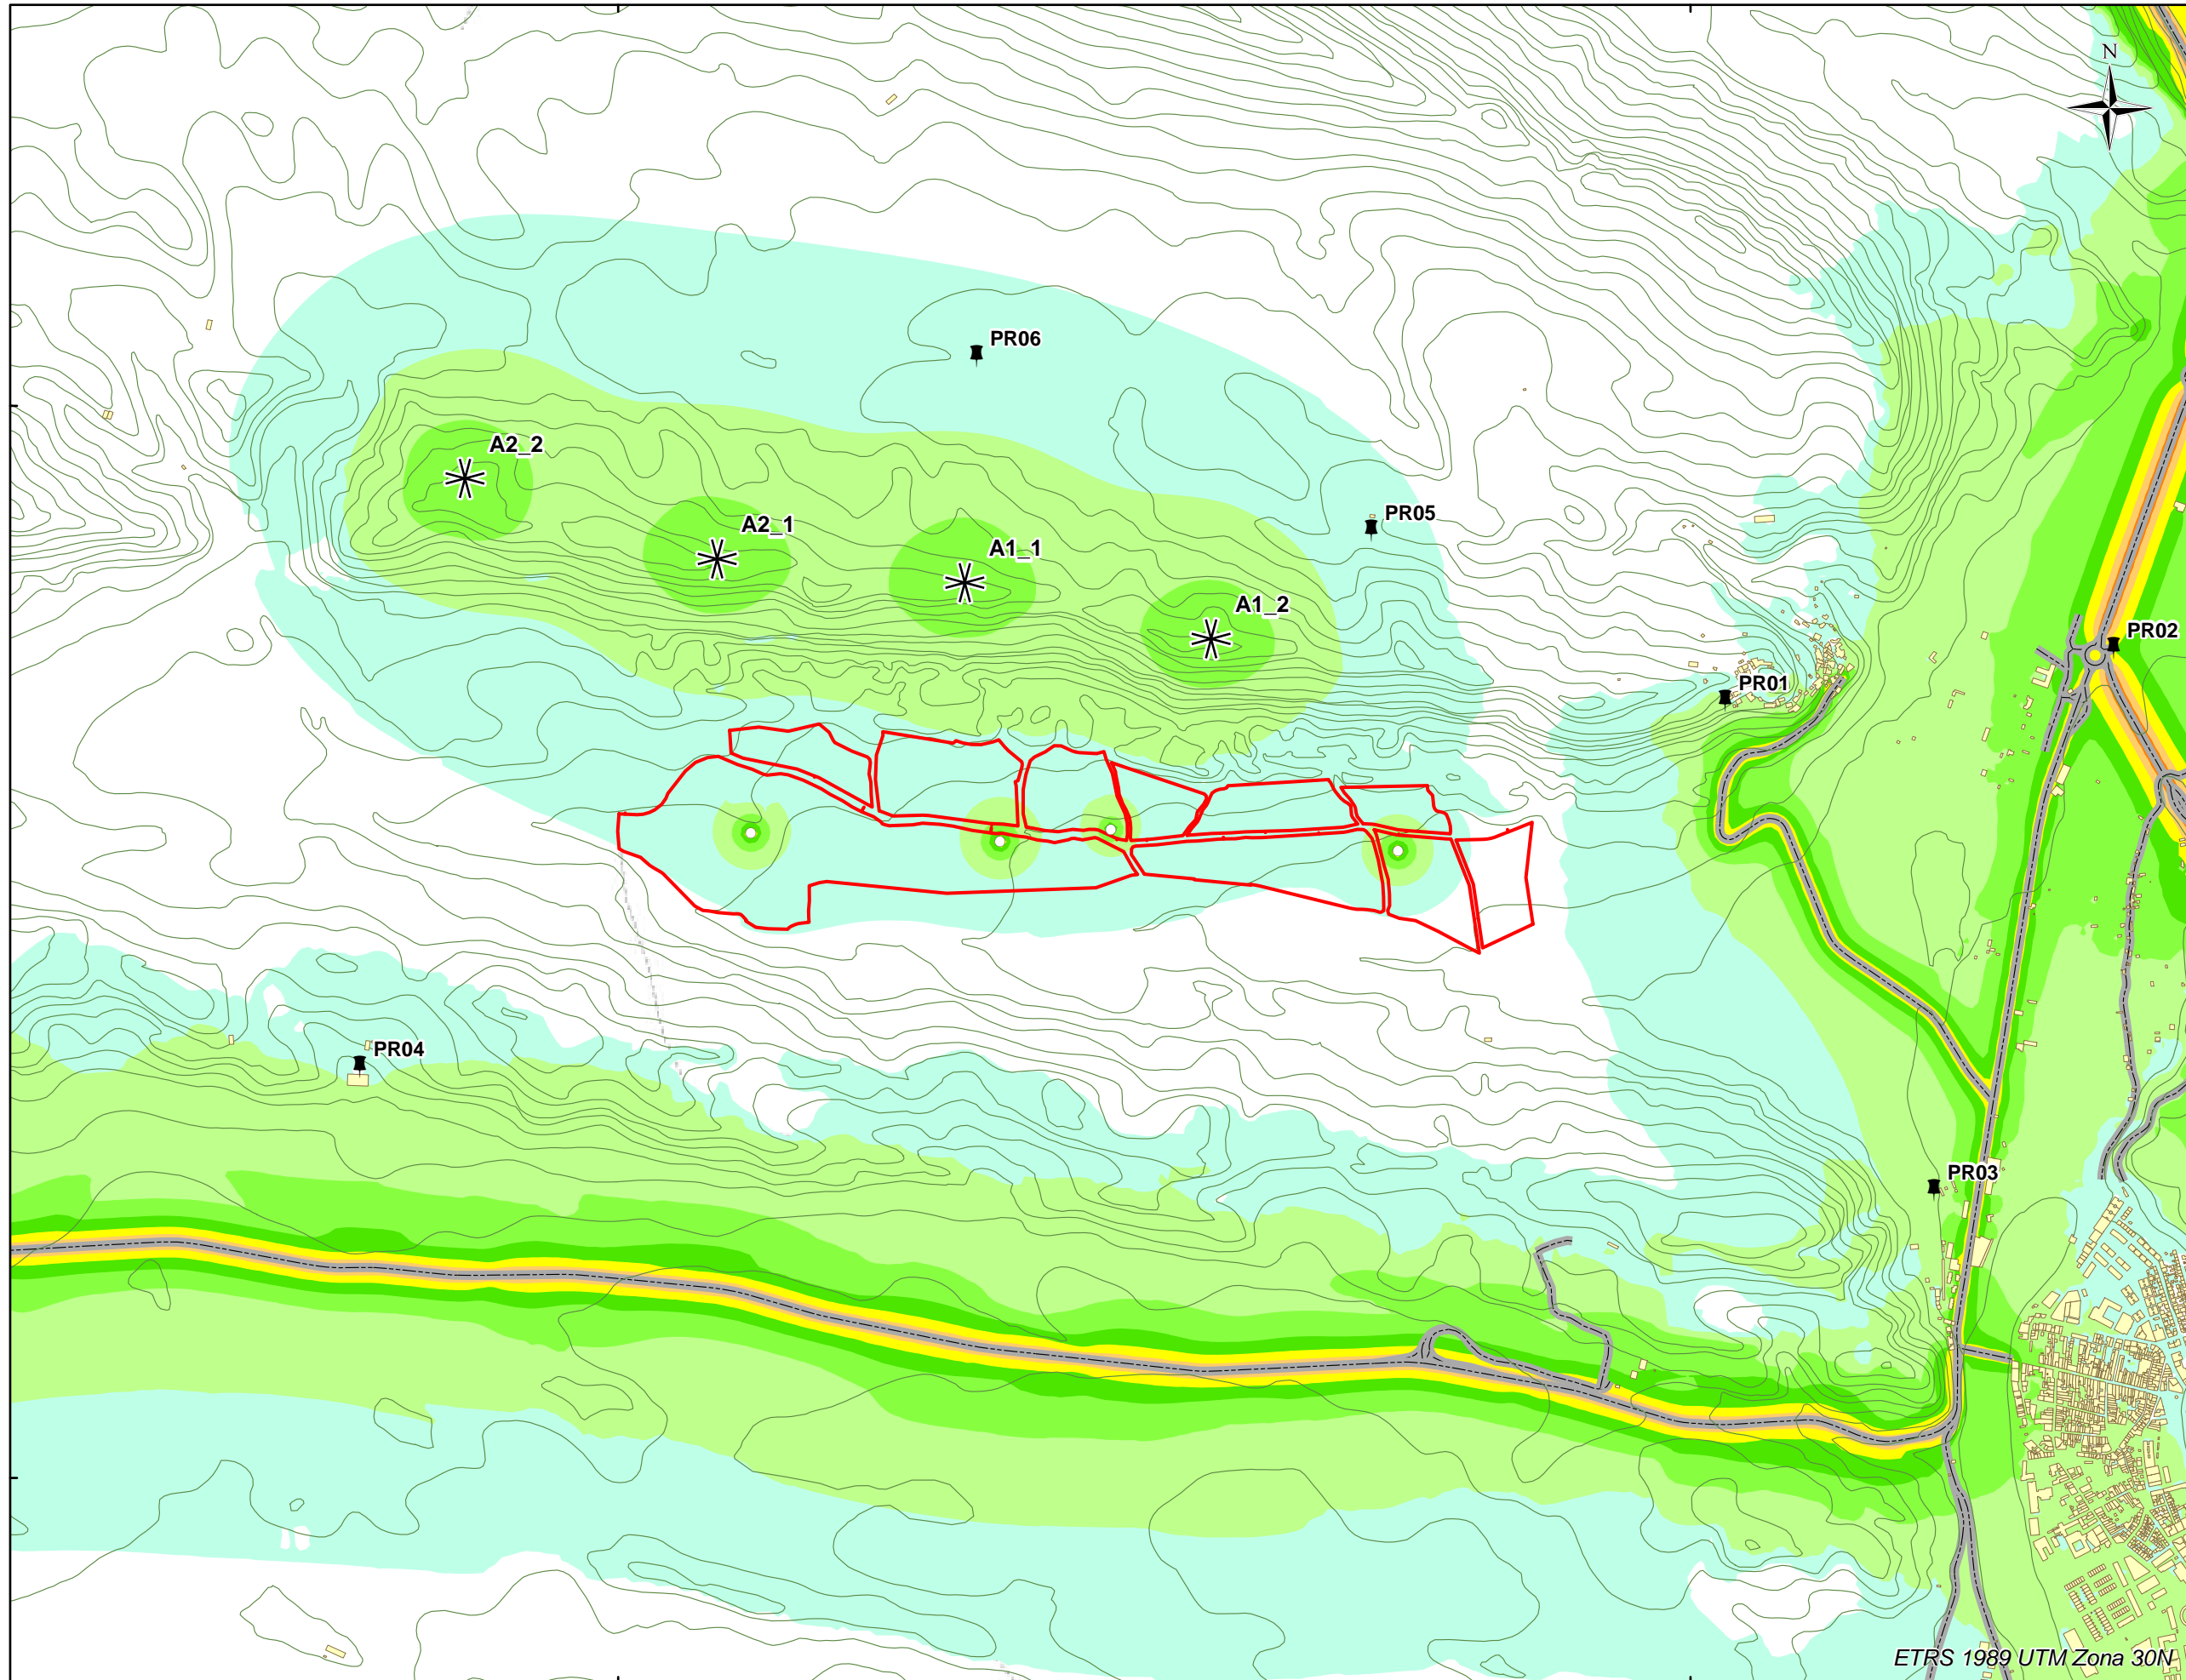 N
PR06
A2_2
PR05
A2_1
A1_1
A1_2
PR02
PR01
PR04
PR03
ETRS 1989 UTM Zona 30N